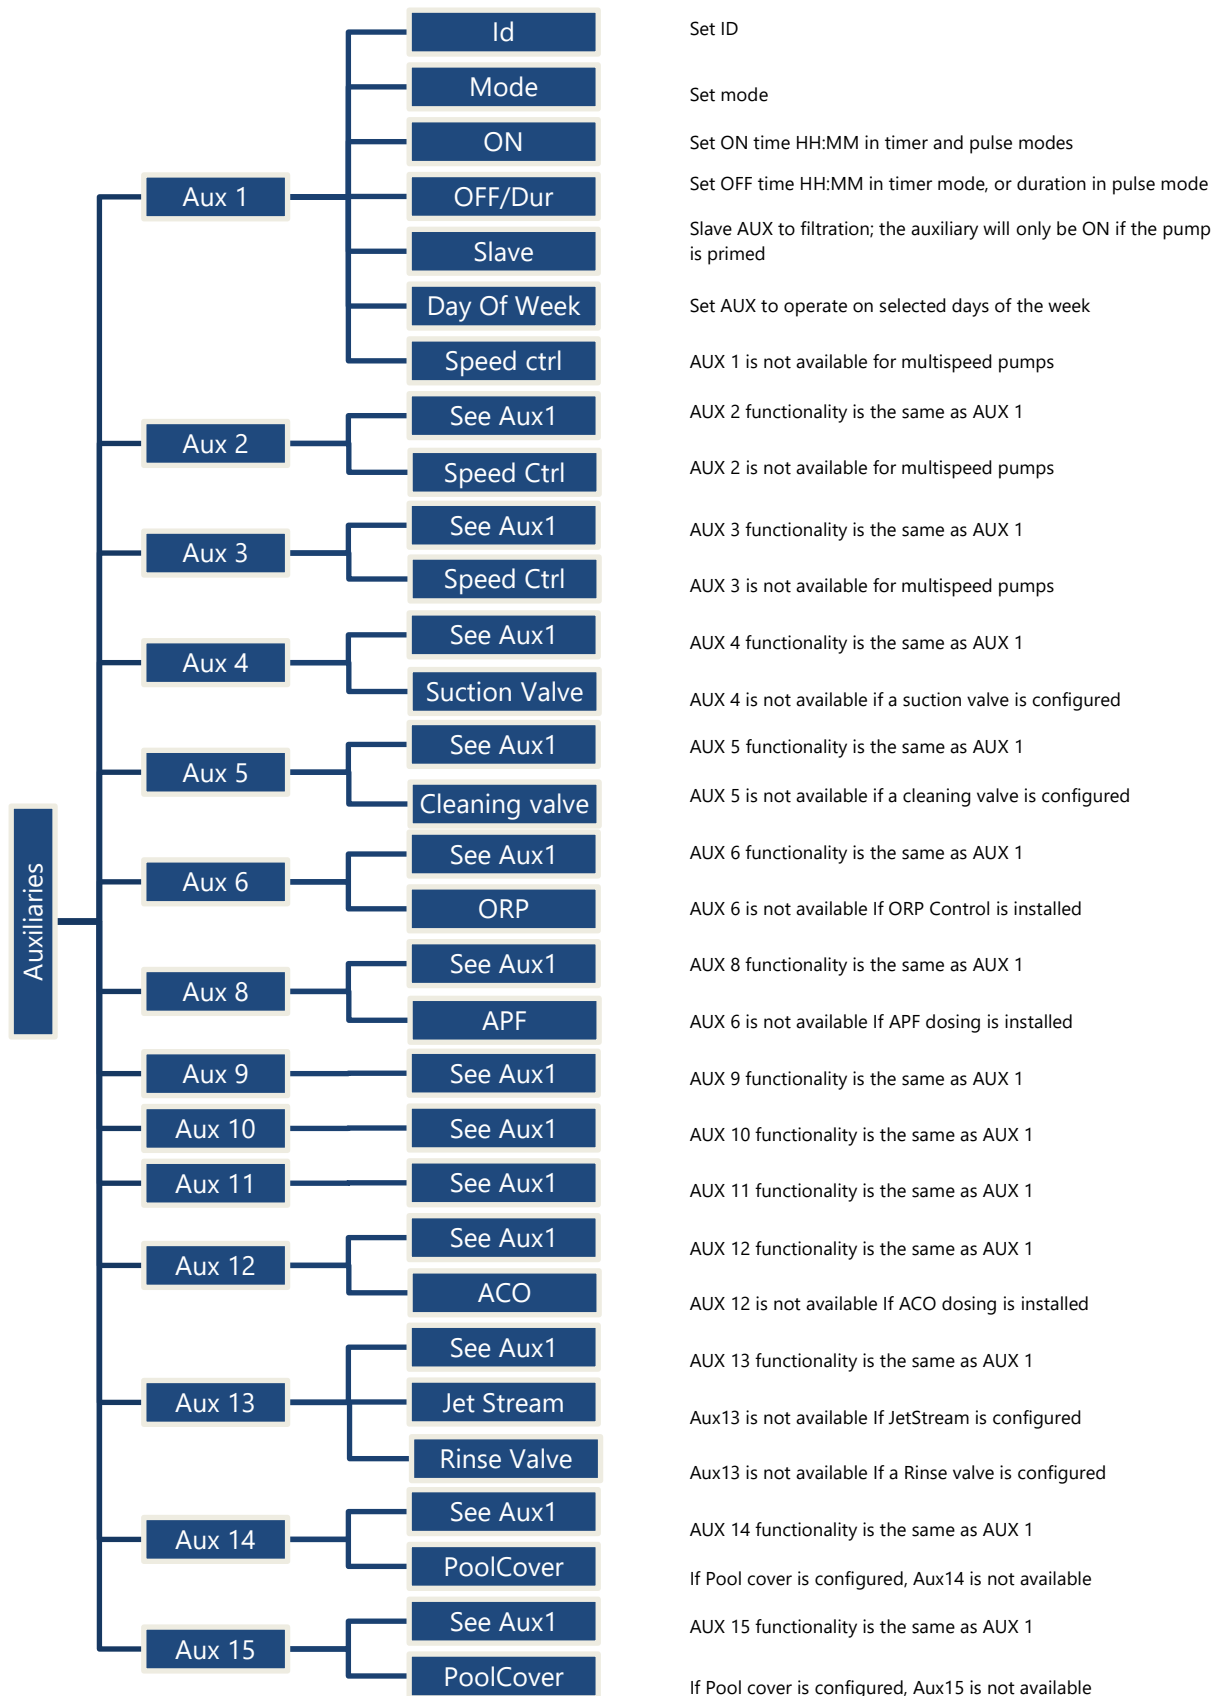 Auxiliaries
Aux 1
Id
Set ID
Mode
Set mode
ON
Set ON time HH:MM in timer and pulse modes
OFF/Dur
Set OFF time HH:MM in timer mode, or duration in pulse mode
Slave
Slave AUX to filtration; the auxiliary will only be ON if the pump
is primed
Day Of Week
Set AUX to operate on selected days of the week
Speed ctrl
AUX 1 is not available for multispeed pumps
Aux 2
See Aux1
AUX 2 functionality is the same as AUX 1
Speed Ctrl
AUX 2 is not available for multispeed pumps
Aux 3
See Aux1
AUX 3 functionality is the same as AUX 1
Speed Ctrl
AUX 3 is not available for multispeed pumps
Aux 4
See Aux1
AUX 4 functionality is the same as AUX 1
Suction Valve
AUX 4 is not available if a suction valve is configured
Aux 5
See Aux1
AUX 5 functionality is the same as AUX 1
Cleaning valve
AUX 5 is not available if a cleaning valve is configured
Aux 6
See Aux1
AUX 6 functionality is the same as AUX 1
ORP
AUX 6 is not available If ORP Control is installed
Aux 8
See Aux1
AUX 8 functionality is the same as AUX 1
APF
AUX 6 is not available If APF dosing is installed
Aux 9
See Aux1
AUX 9 functionality is the same as AUX 1
Aux 10
See Aux1
AUX 10 functionality is the same as AUX 1
Aux 11
See Aux1
AUX 11 functionality is the same as AUX 1
Aux 12
See Aux1
AUX 12 functionality is the same as AUX 1
ACO
AUX 12 is not available If ACO dosing is installed
Aux 13
See Aux1
AUX 13 functionality is the same as AUX 1
Jet Stream
Aux13 is not available If JetStream is configured
Rinse Valve
Aux13 is not available If a Rinse valve is configured
Aux 14
See Aux1
AUX 14 functionality is the same as AUX 1
PoolCover
If Pool cover is configured, Aux14 is not available
Aux 15
See Aux1
AUX 15 functionality is the same as AUX 1
PoolCover
If Pool cover is configured, Aux15 is not available